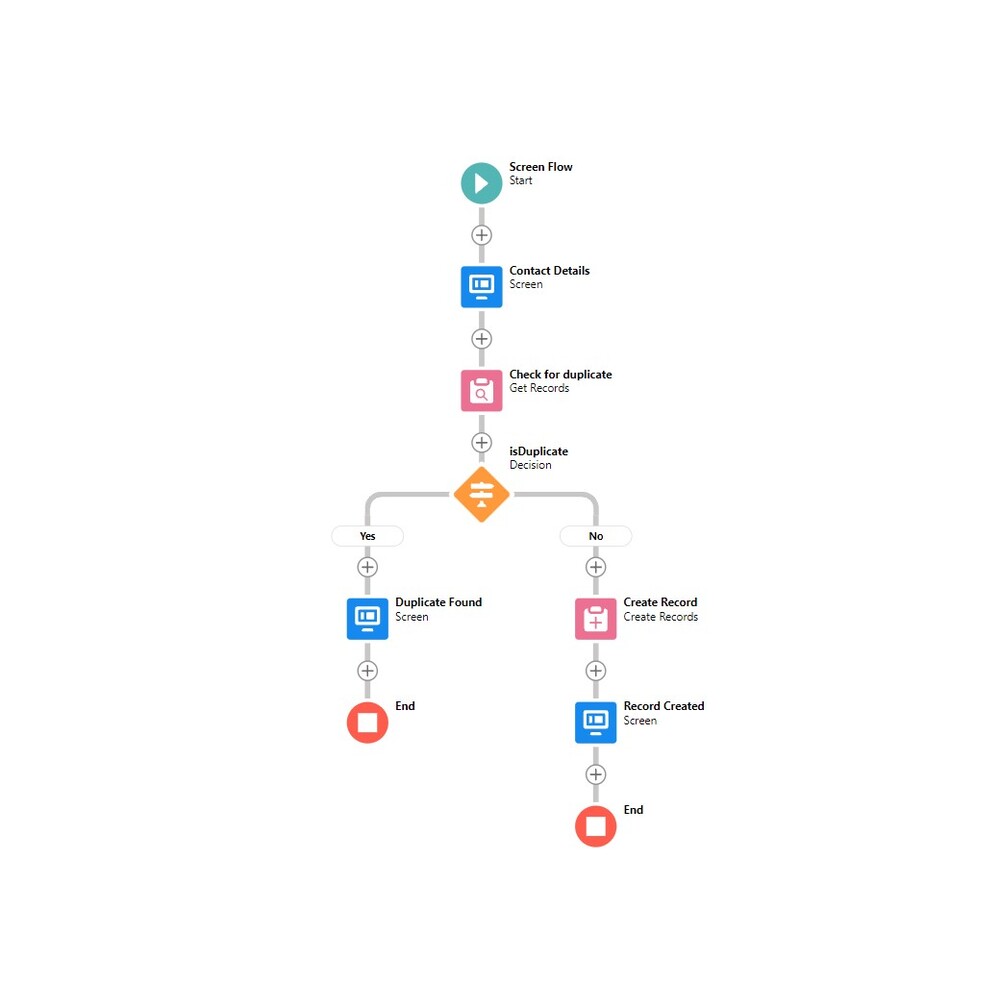 Screen Flow
Start
Contact Details
Screen
Check for duplicate
Get Records
isDuplicate
Decision
Yes
No
Duplicate Found
Screen
Create Record
Create Records
End
Record Created
Screen
End